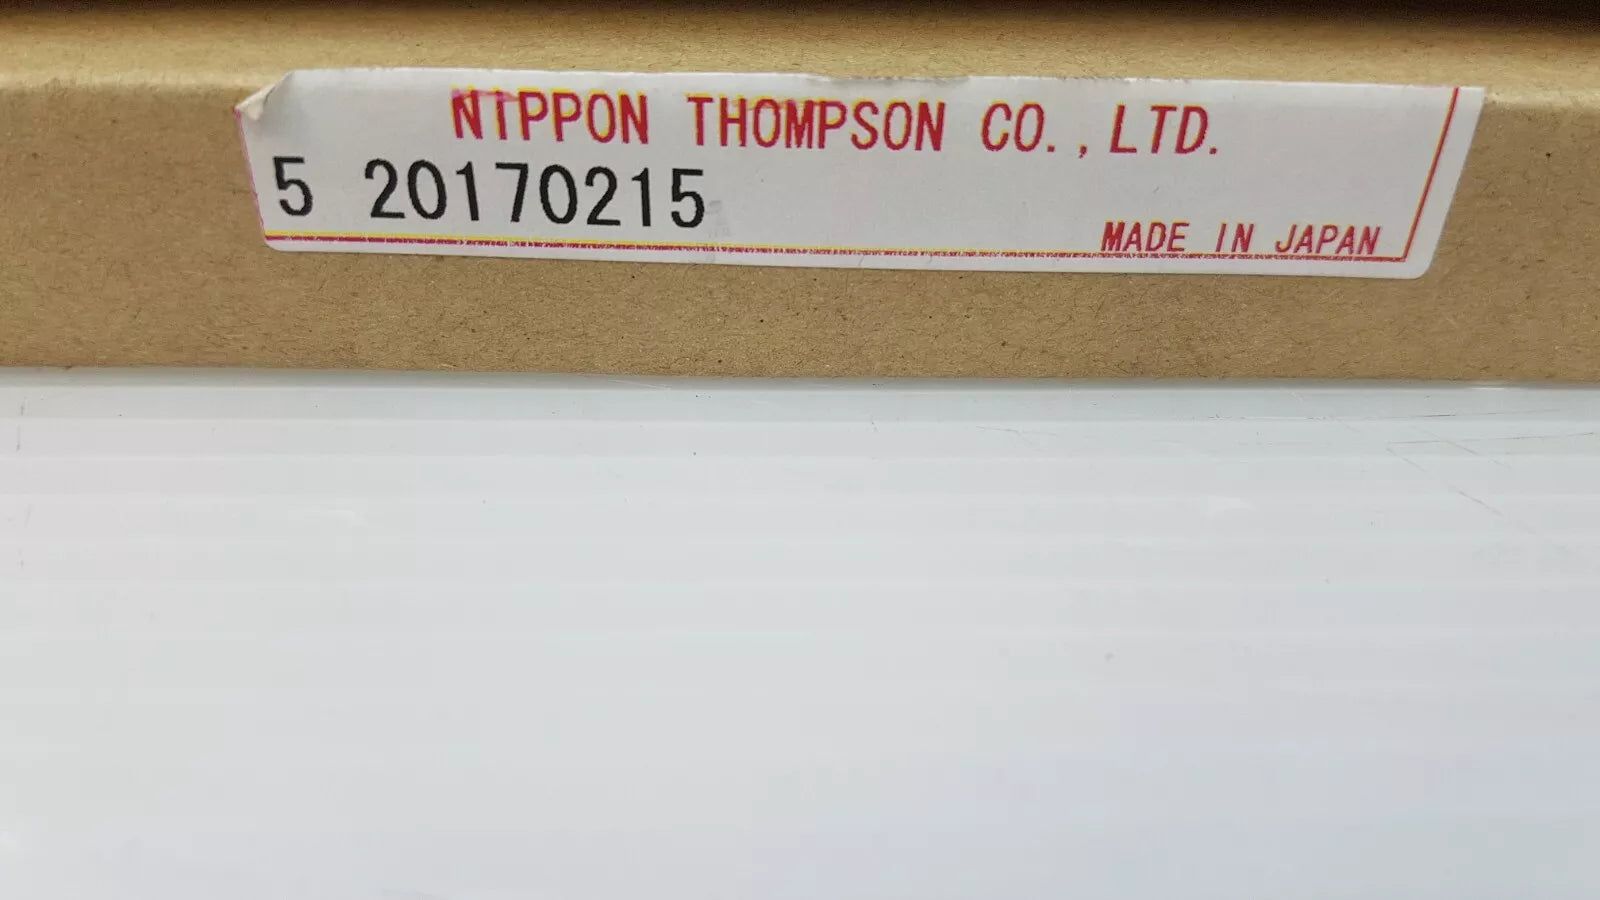 NIPPON THOMPSON CO., LTD.
5 20170215
MADE IN JAPAN